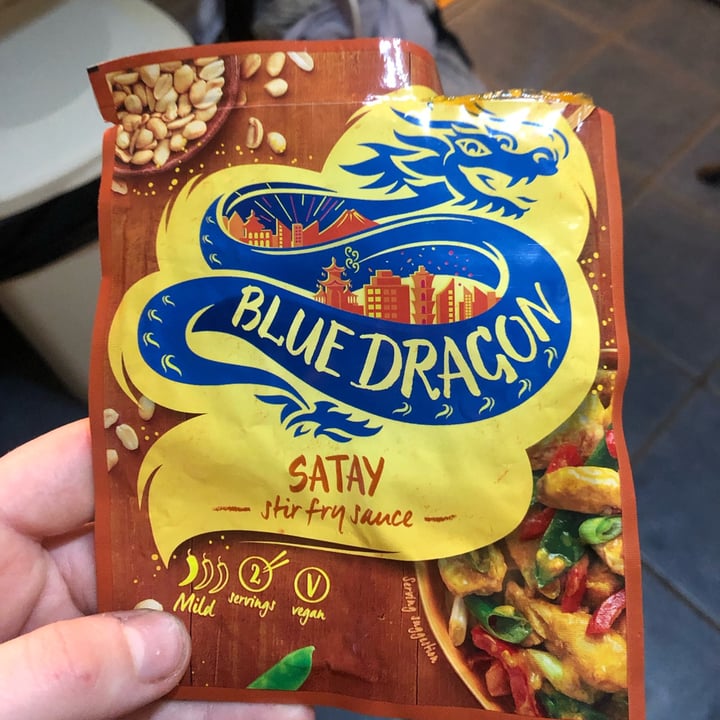 BLUE DRAGON
SATAY
stir fry sauce
2
V
Mild
servings
vegan
Serving suggestion